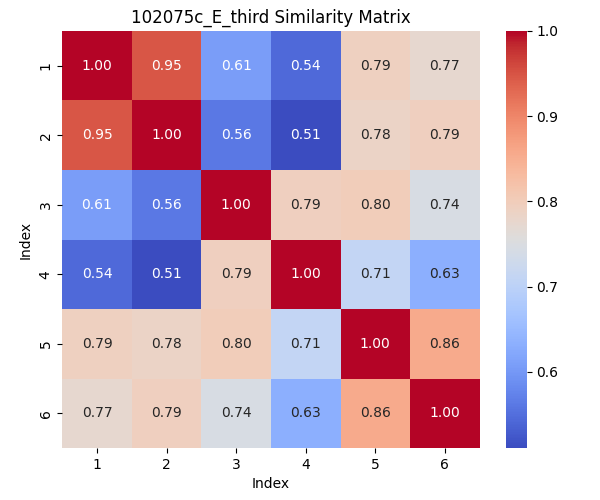 102075c_E_third Similarity Matrix
1 1.00 0.95 0.61 0.54 0.79 0.77
2 0.95 1.00 0.56 0.51 0.78 0.79
3 0.61 0.56 1.00 0.79 0.80 0.74
4 0.54 0.51 0.79 1.00 0.71 0.63
5 0.79 0.78 0.80 0.71 1.00 0.86
6 0.77 0.79 0.74 0.63 0.86 1.00
1 2 3 4 5 6
Index
Index
1.0
0.9
0.8
0.7
0.6